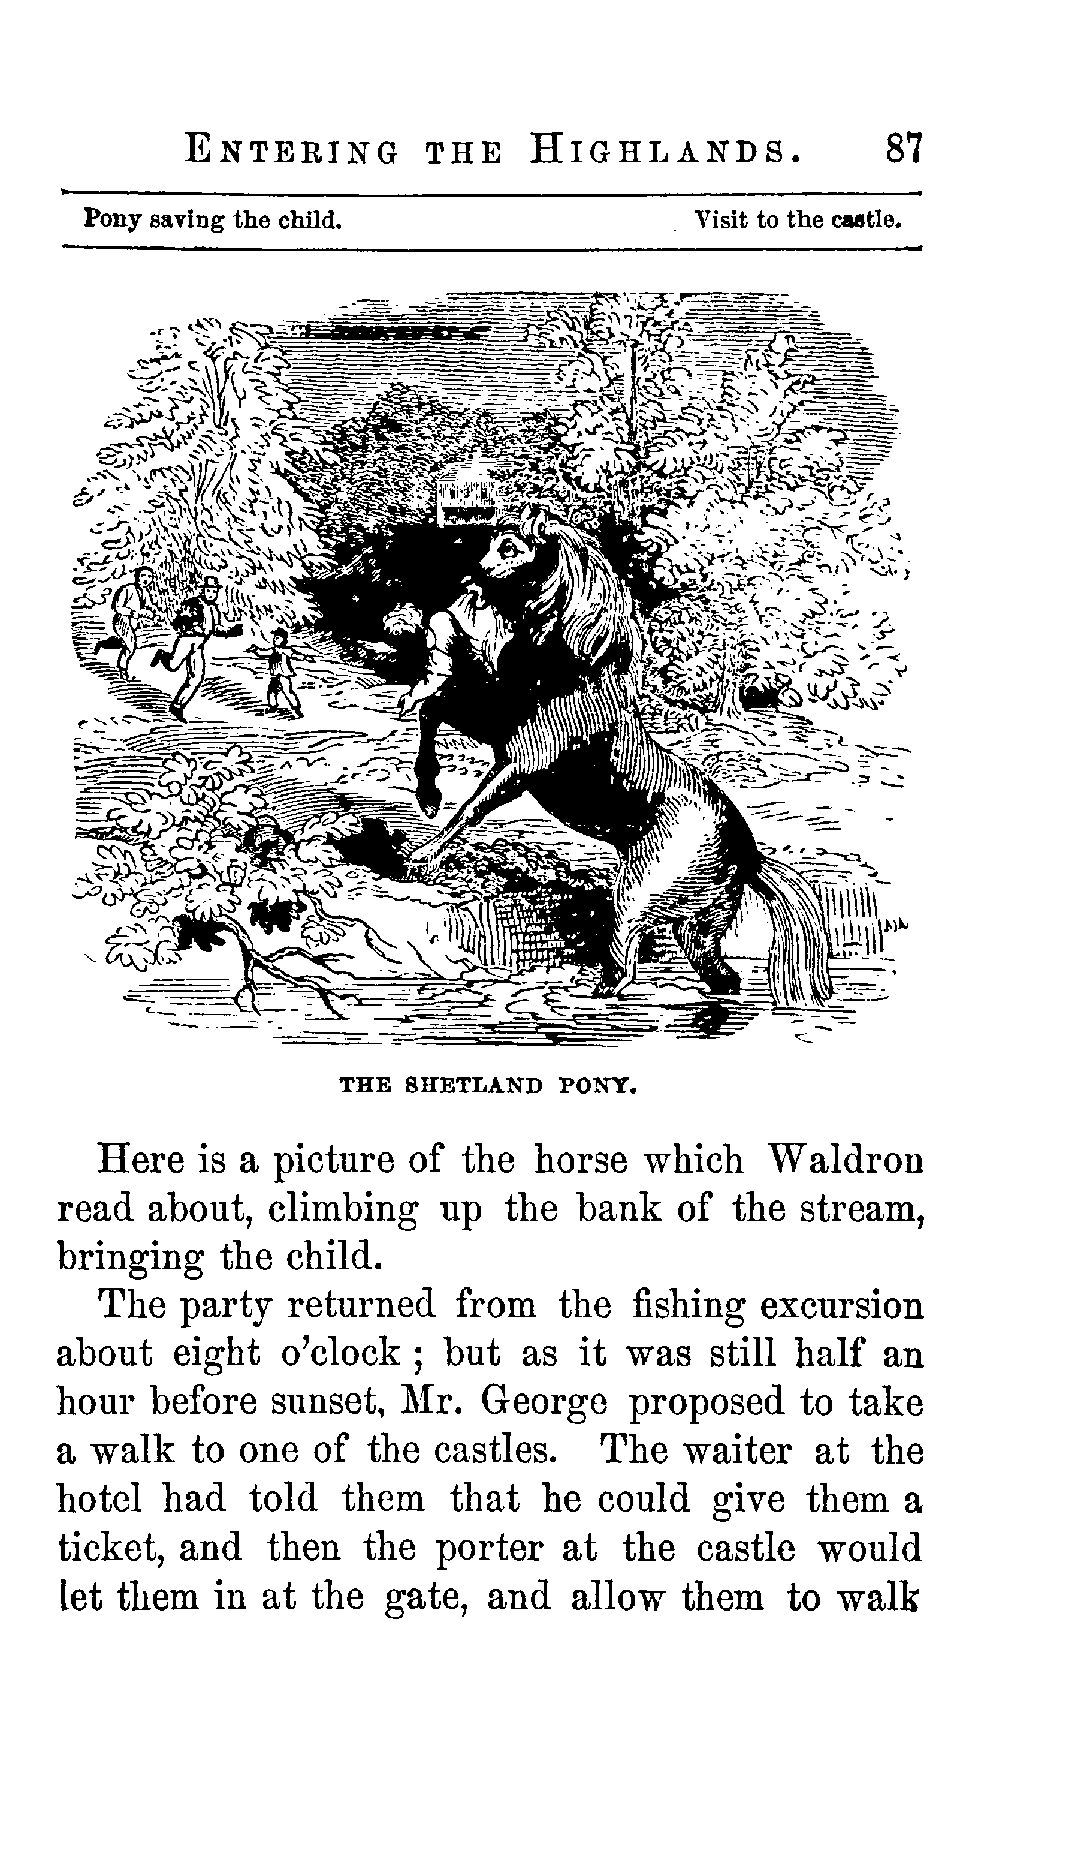 ENTERING THE HIGHLANDS. 87
Pony saving the child. Visit to the castle.
THE SHETLAND PONY.
Here is a picture of the horse which Waldron
read about, climbing up the bank of the stream,
bringing the child.
The party returned from the fishing excursion
about eight o'clock ; but as it was still half an
hour before sunset, Mr. George proposed to take
a walk to one of the castles. The waiter at the
hotel had told them that he could give them a
ticket, and then the porter at the castle would
let them in at the gate, and allow them to walk